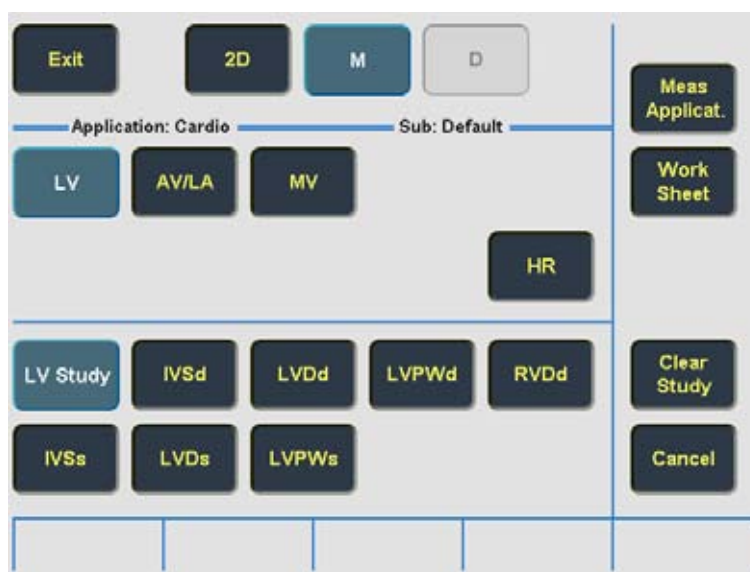 Exit
2D
M
D
Meas
Applicat.
Application: Cardio
Sub: Default
LV
AV/LA
MV
Work
Sheet
HR
LV Study
IVSd
LVDd
LVPWd
RVDd
Clear
Study
IVSs
LVDs
LVPWs
Cancel